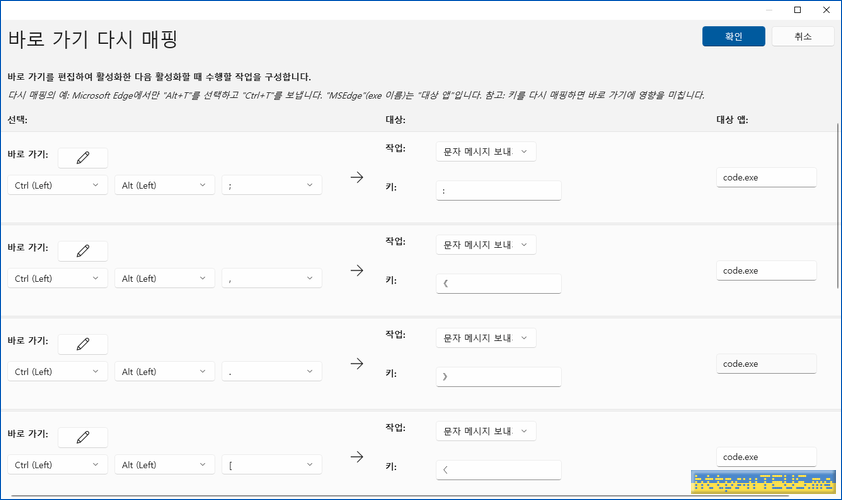 바로 가기 다시 매핑
확인
취소
바로 가기를 편집하여 활성화한 다음 활성화할 때 수행할 작업을 구성합니다.
다시 매핑의 예: Microsoft Edge에서만 "Alt+T"를 선택하고 "Ctrl+T"를 보냅니다. "MSEdge"(exe 이름)는 "대상 앱"입니다. 참고: 키를 다시 매핑하면 바로 가기에 영향을 미칩니다.
선택: 대상: 대상 앱:
바로 가기: 작업: 문자 메시지 보내
Ctrl (Left) Alt (Left) ; 키: : code.exe
바로 가기: 작업: 문자 메시지 보내
Ctrl (Left) Alt (Left) , 키: 《 code.exe
바로 가기: 작업: 문자 메시지 보내
Ctrl (Left) Alt (Left) . 키: 》 code.exe
바로 가기: 작업: 문자 메시지 보내
Ctrl (Left) Alt (Left) [ 키: 〈 code.exe